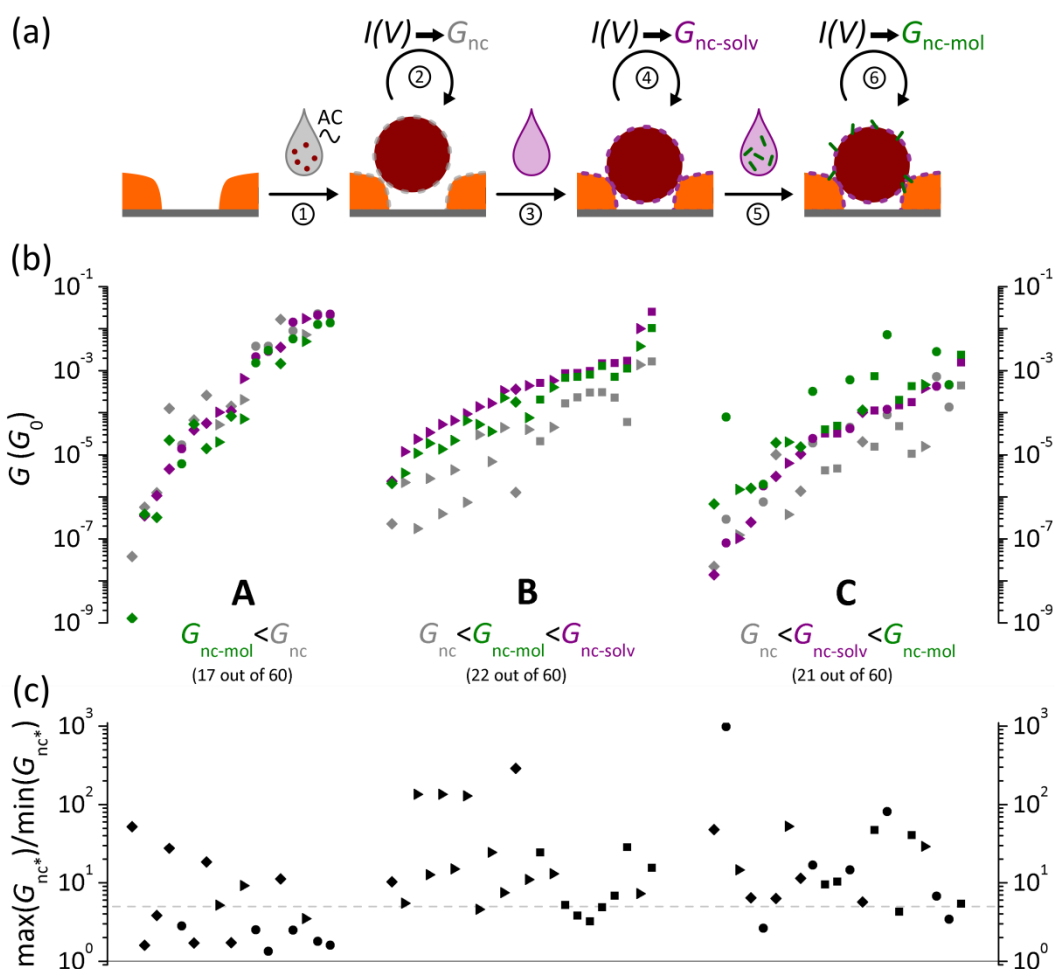 (a)
I(V) → G_nc
I(V) → G_nc-solv
I(V) → G_nc-mol
② ④ ⑥
AC
~
① ③ ⑤
(b)
G (G_0)
10^-1 10^-1
10^-3 10^-3
10^-5 10^-5
10^-7 10^-7
10^-9 10^-9
A
G_nc-mol <G_nc
(17 out of 60)
B
G_nc <G_nc-mol <G_nc-solv
(22 out of 60)
C
G_nc <G_nc-solv <G_nc-mol
(21 out of 60)
(c)
max(G_nc*)/min(G_nc*)
10^3 10^3
10^2 10^2
10^1 10^1
10^0 10^0